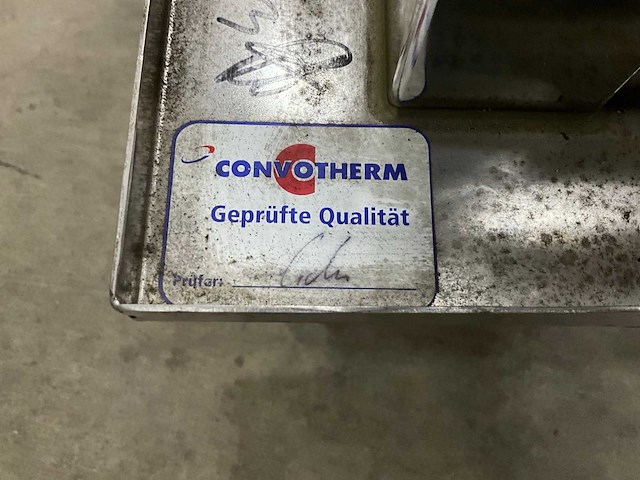 CONVOTHERM
Geprüfte Qualität
Prüfer: